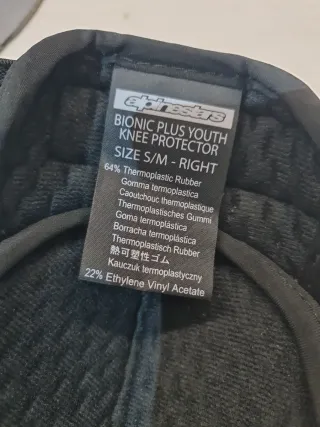 alpinestars
BIONIC PLUS YOUTH
KNEE PROTECTOR
SIZE S/M - RIGHT
64% Thermoplastic Rubber
Gomma termoplastica
Caoutchouc thermoplastique
Thermoplastisches Gummi
Goma termoplástica
Borracha termoplástica
Thermoplastisch Rubber
熱可塑性ゴム
Kauczuk termoplastyczny
22% Ethylene Vinyl Acetate